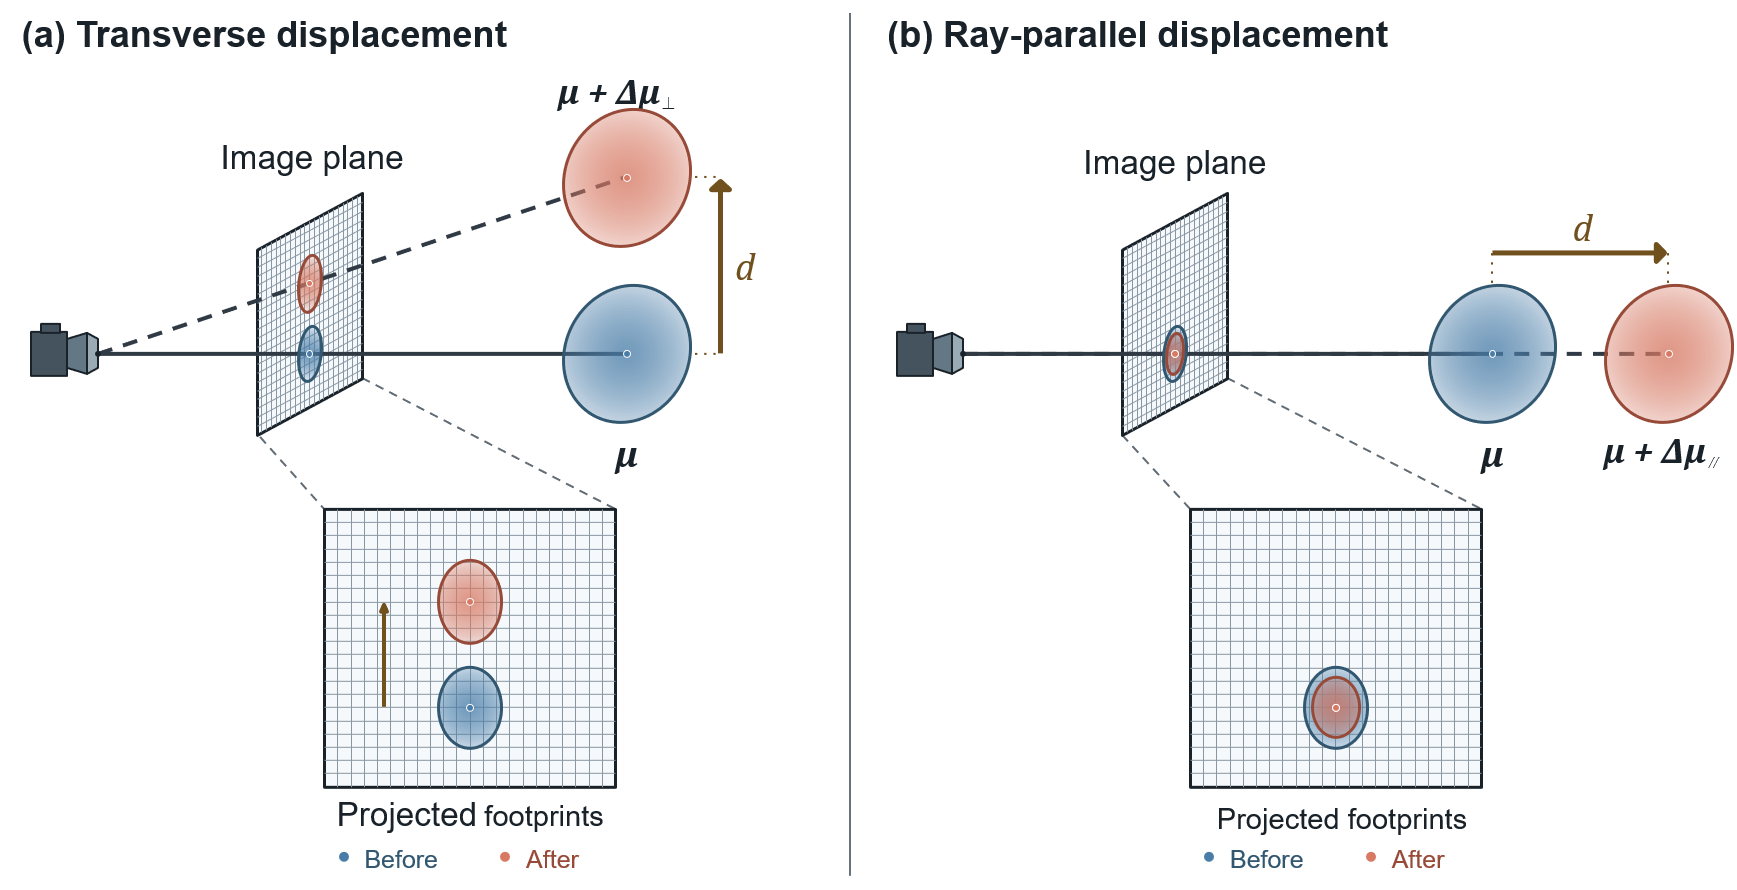 (a) Transverse displacement
μ + Δμ⊥
Image plane
d
μ
Projected footprints
Before
After
(b) Ray-parallel displacement
Image plane
d
μ
μ + Δμ//
Projected footprints
Before
After